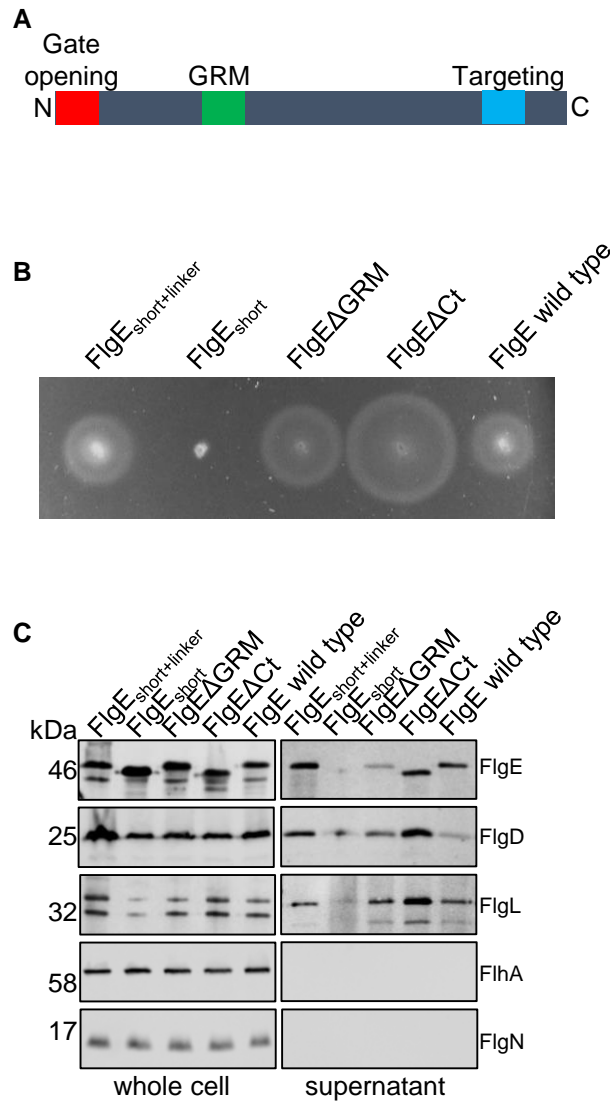 A
Gate
opening
GRM
Targeting
N
C
B
FlgEshort+linker
FlgEshort
FlgEΔGRM
FlgEΔCt
FlgE wild type
C
FlgEshort+linker
FlgEshort
FlgEΔGRM
FlgEΔCt
FlgE wild type
FlgEshort+linker
FlgEshort
FlgEΔGRM
FlgEΔCt
FlgE wild type
kDa
46
FlgE
25
FlgD
32
FlgL
58
FlhA
17
FlgN
whole cell
supernatant